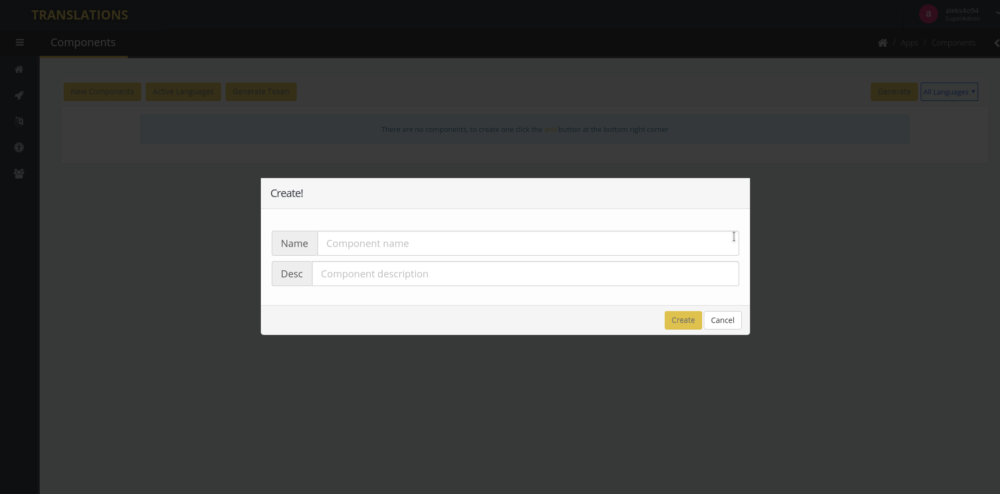 TRANSLATIONS
a
aleks4o94
SuperAdmin
Components
/ Apps / Components
New Components Active Languages Generate Token
Generate All Languages
There are no components, to create one click the add button at the bottom right corner
Create!
Name Component name
Desc Component description
Create Cancel